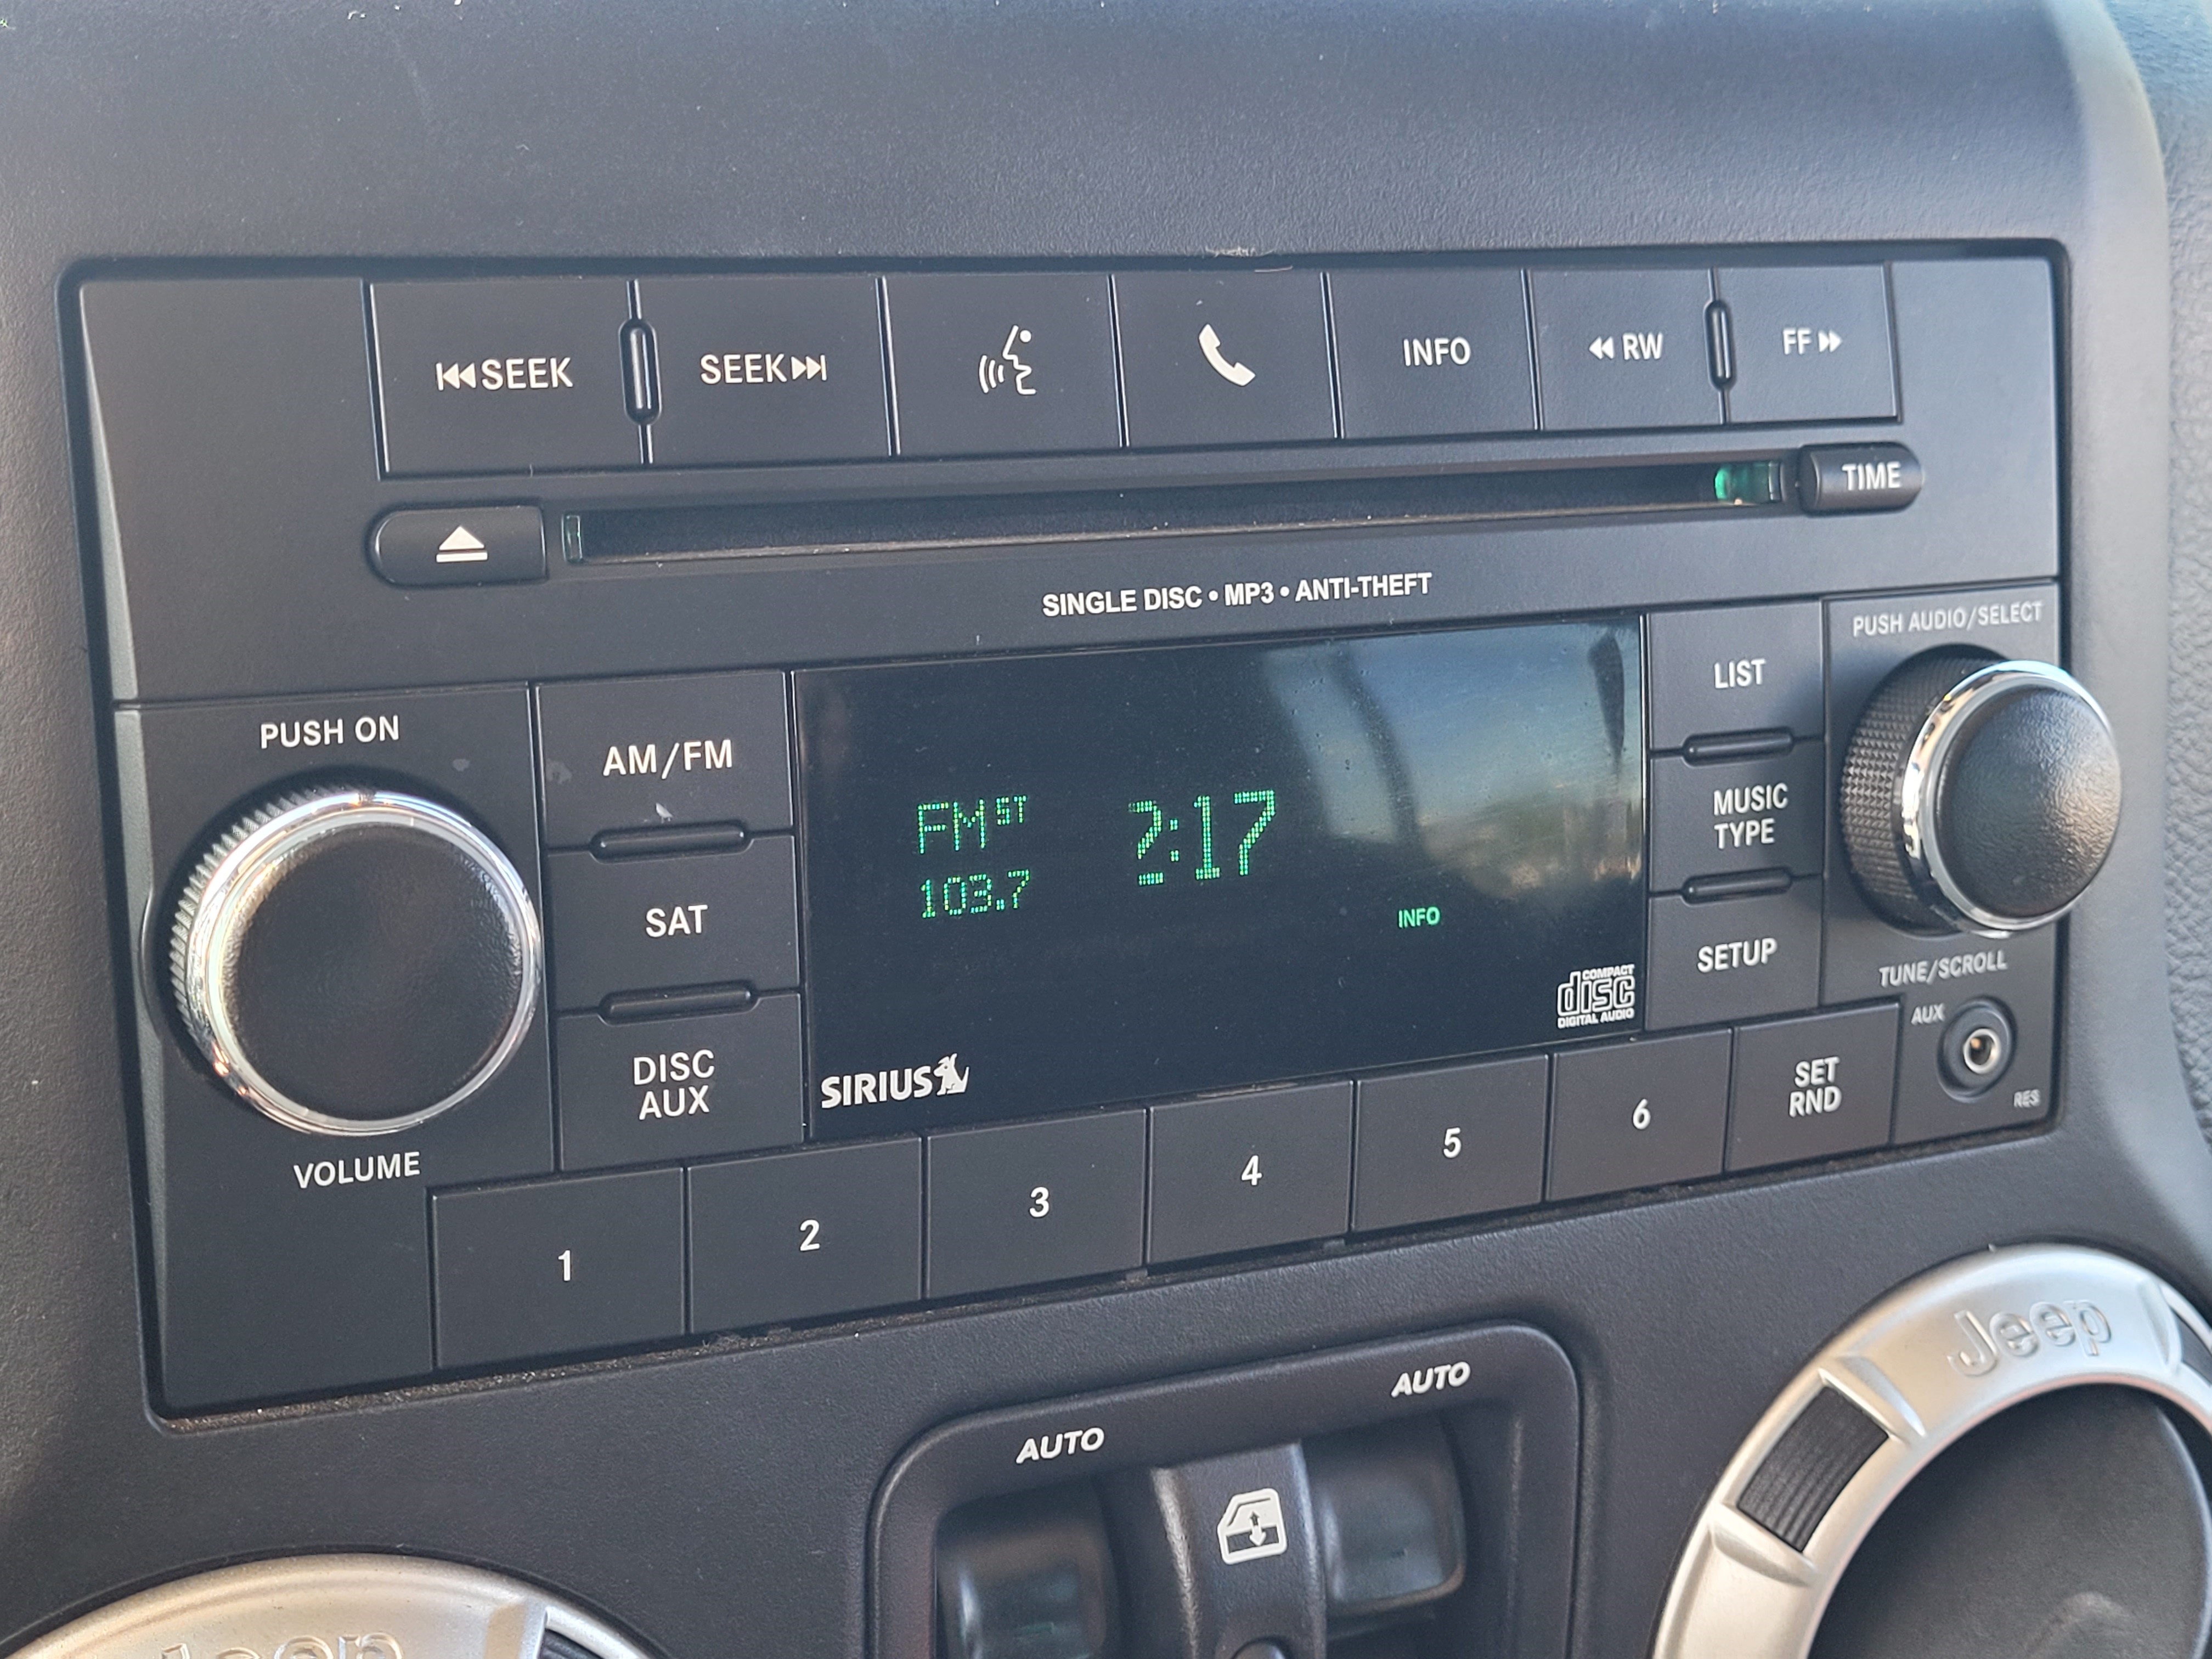 SEEK
SEEK
INFO
RW
FF
TIME
SINGLE DISC • MP3 • ANTI-THEFT
PUSH ON
AM/FM
SAT
DISC
AUX
VOLUME
FM ST
103.7
2:17
INFO
SIRIUS
COMPACT
disc
DIGITAL AUDIO
LIST
MUSIC
TYPE
SETUP
PUSH AUDIO/SELECT
TUNE/SCROLL
AUX
RES
1
2
3
4
5
6
SET
RND
AUTO
AUTO
Jeep
Jeep